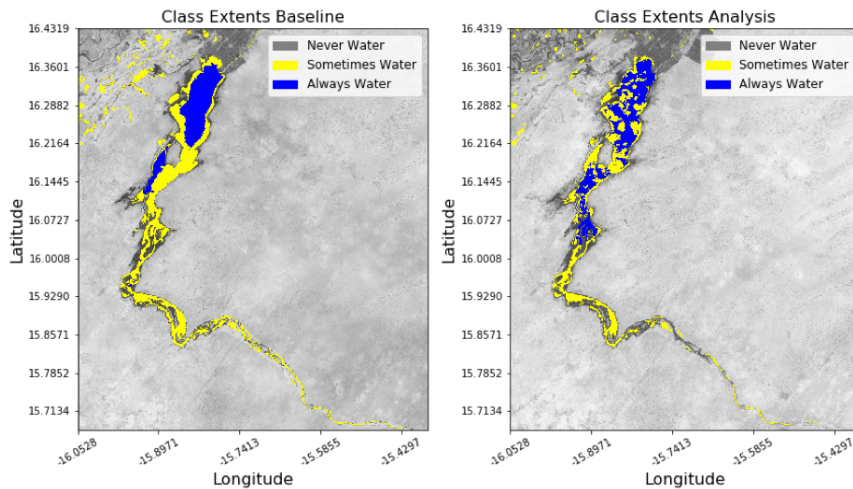 Class Extents Baseline
Never Water
Sometimes Water
Always Water
16.4319
16.3601
16.2882
16.2164
16.1445
16.0727
16.0008
15.9290
15.8571
15.7852
15.7134
Latitude
-16.0528
-15.8971
-15.7413
-15.5855
-15.4297
Longitude
Class Extents Analysis
Never Water
Sometimes Water
Always Water
16.4319
16.3601
16.2882
16.2164
16.1445
16.0727
16.0008
15.9290
15.8571
15.7852
15.7134
Latitude
-16.0528
-15.8971
-15.7413
-15.5855
-15.4297
Longitude